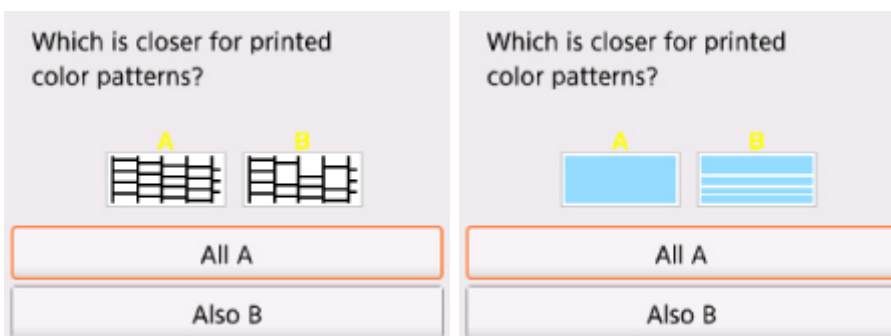 Which is closer for printed
color patterns?
A B
All A
Also B
Which is closer for printed
color patterns?
A B
All A
Also B